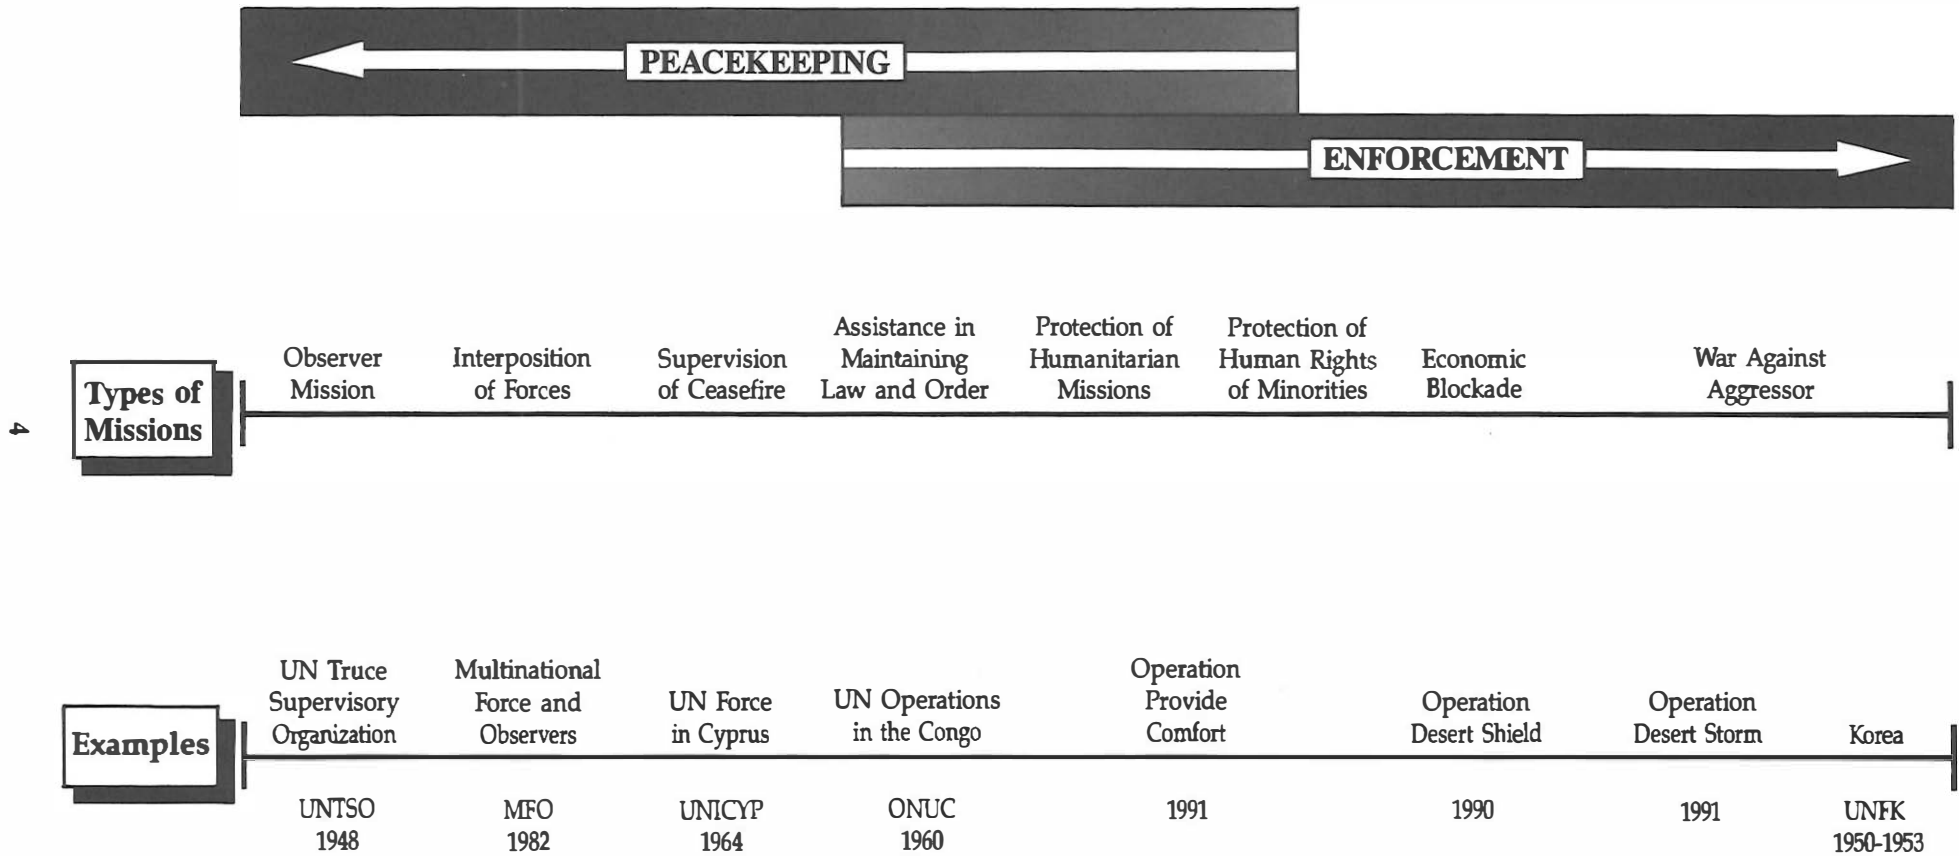 PEACEKEEPING
ENFORCEMENT
Types of
Missions
Observer
Mission
Interposition
of Forces
Supervision
of Ceasefire
Assistance in
Maintaining
Law and Order
Protection of
Humanitarian
Missions
Protection of
Human Rights
of Minorities
Economic
Blockade
War Against
Aggressor
4
Examples
UN Truce
Supervisory
Organization
Multinational
Force and
Observers
UN Force
in Cyprus
UN Operations
in the Congo
Operation
Provide
Comfort
Operation
Desert Shield
Operation
Desert Storm
Korea
UNTSO
1948
MFO
1982
UNICYP
1964
ONUC
1960
1991
1990
1991
UNFK
1950-1953